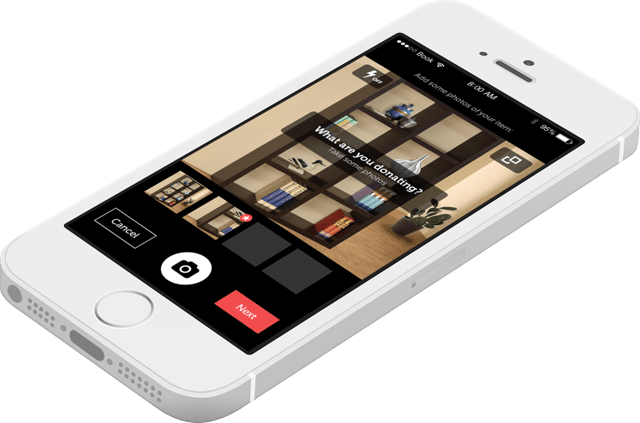 Book
8:00 AM
95%
Add some photos of your item.
Off
What are you donating?
Take some photos
Cancel
Next